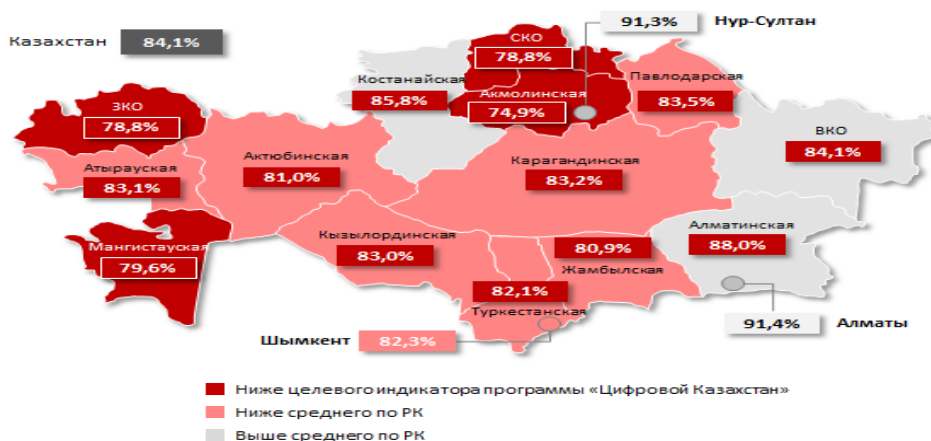 91,3% Нур-Султан
Казахстан 84,1%
СКО
78,8%
Костанайская
85,8%
Акмолинская
74,9%
Павлодарская
83,5%
ЗКО
78,8%
ВКО
84,1%
Атырауская
83,1%
Актюбинская
81,0%
Карагандинская
83,2%
Алматинская
88,0%
Мангистауская
79,6%
Кызылординская
83,0%
80,9%
Жамбылская
82,1%
Туркестанская
Шымкент 82,3%
91,4% Алматы
Ниже целевого индикатора программы «Цифровой Казахстан»
Ниже среднего по РК
Выше среднего по РК